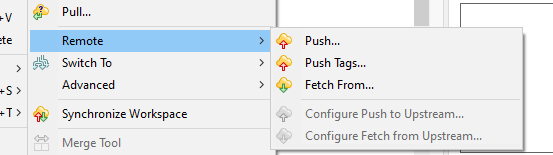 +V
Pull...
ete
Remote
Push...
Switch To
Push Tags...
Advanced
Fetch From...
+S
+T
Synchronize Workspace
Configure Push to Upstream...
Merge Tool
Configure Fetch from Upstream...